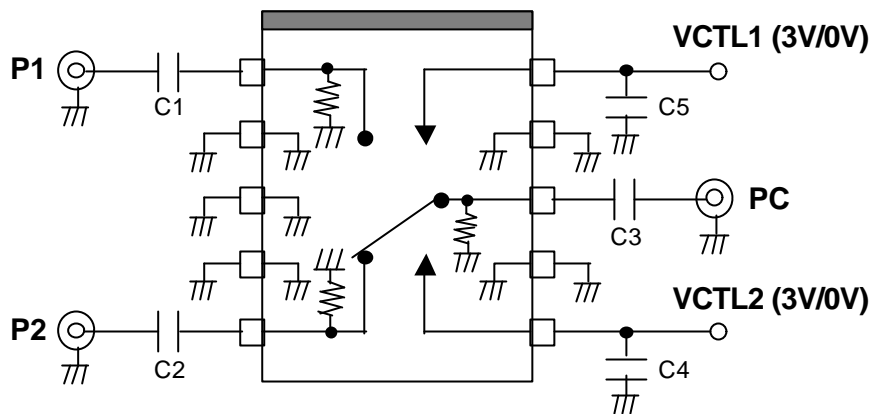 VCTL1 (3V/0V)
P1
C1
C5
PC
C3
VCTL2 (3V/0V)
P2
C2
C4